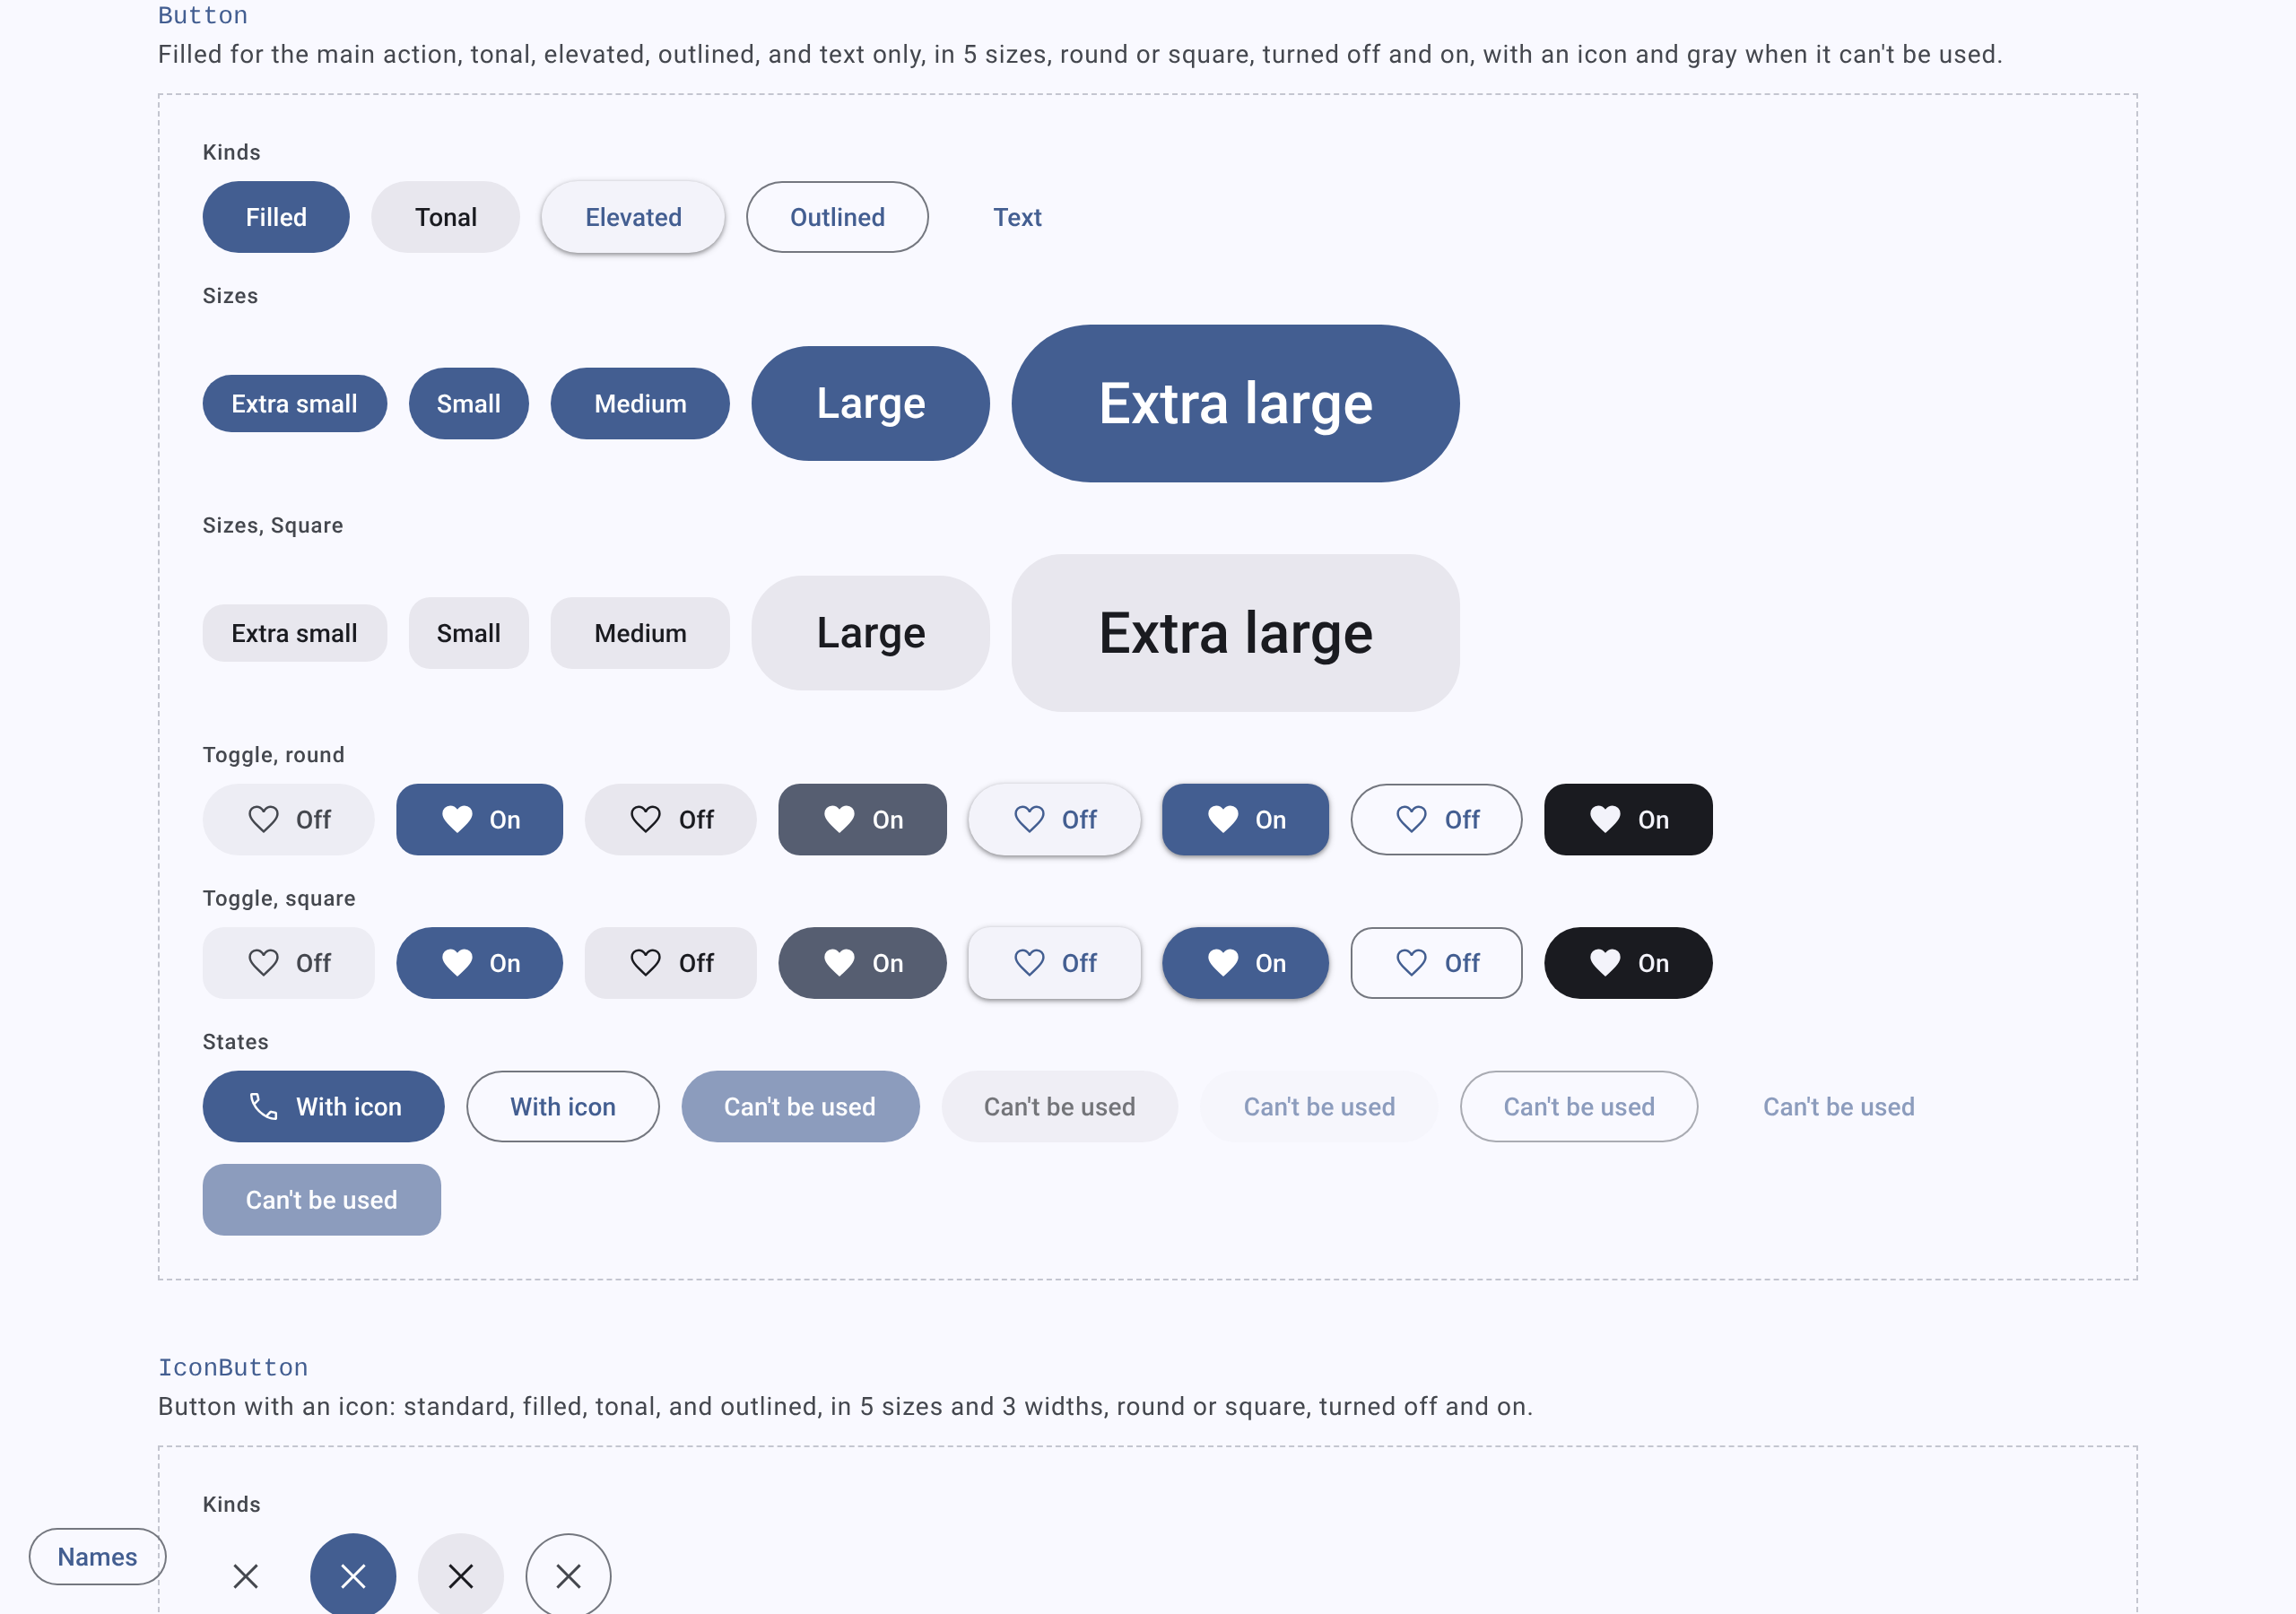 Button
Filled for the main action, tonal, elevated, outlined, and text only, in 5 sizes, round or square, turned off and on, with an icon and gray when it can't be used.
Kinds
Filled Tonal Elevated Outlined Text
Sizes
Extra small Small Medium Large Extra large
Sizes, Square
Extra small Small Medium Large Extra large
Toggle, round
Off On Off On Off On Off On
Toggle, square
Off On Off On Off On Off On
States
With icon With icon Can't be used Can't be used Can't be used Can't be used Can't be used
Can't be used
IconButton
Button with an icon: standard, filled, tonal, and outlined, in 5 sizes and 3 widths, round or square, turned off and on.
Kinds
Names